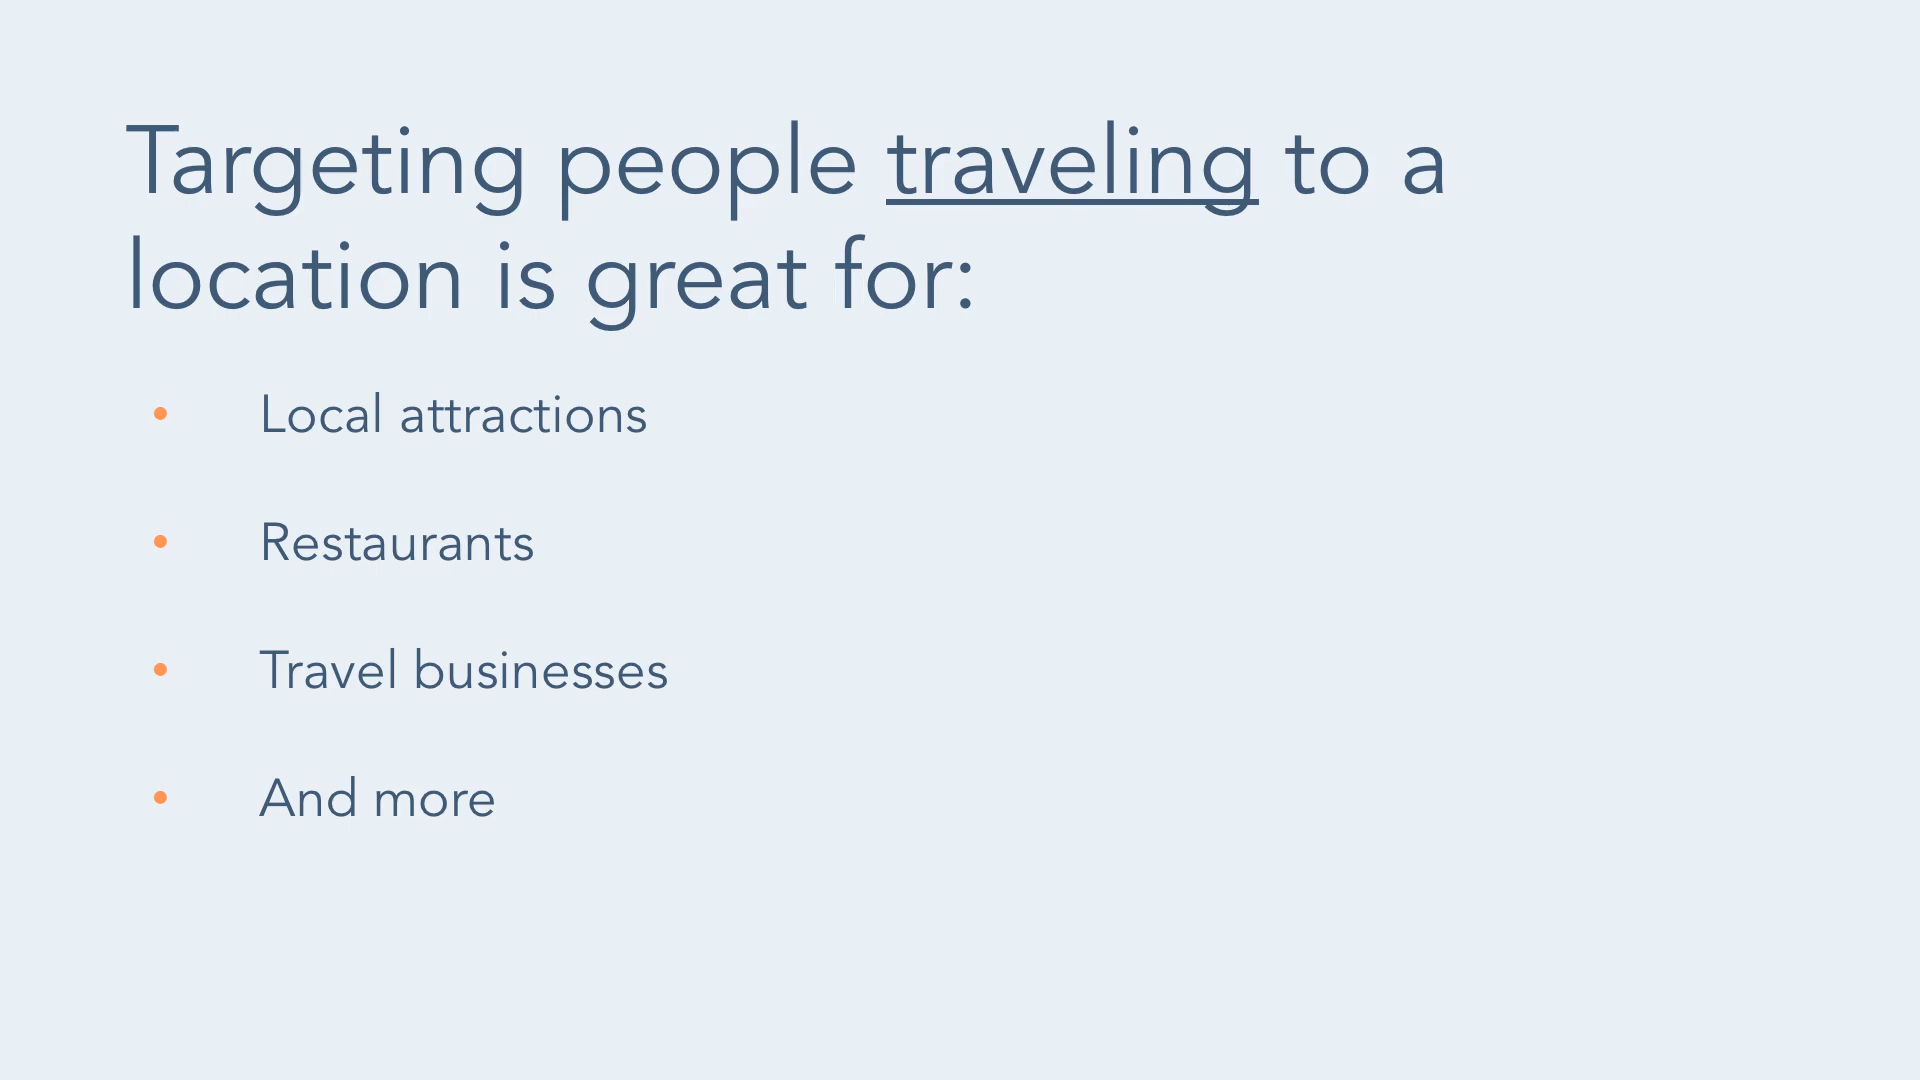 Targeting people traveling to a
location is great for:
• Local attractions
• Restaurants
• Travel businesses
• And more